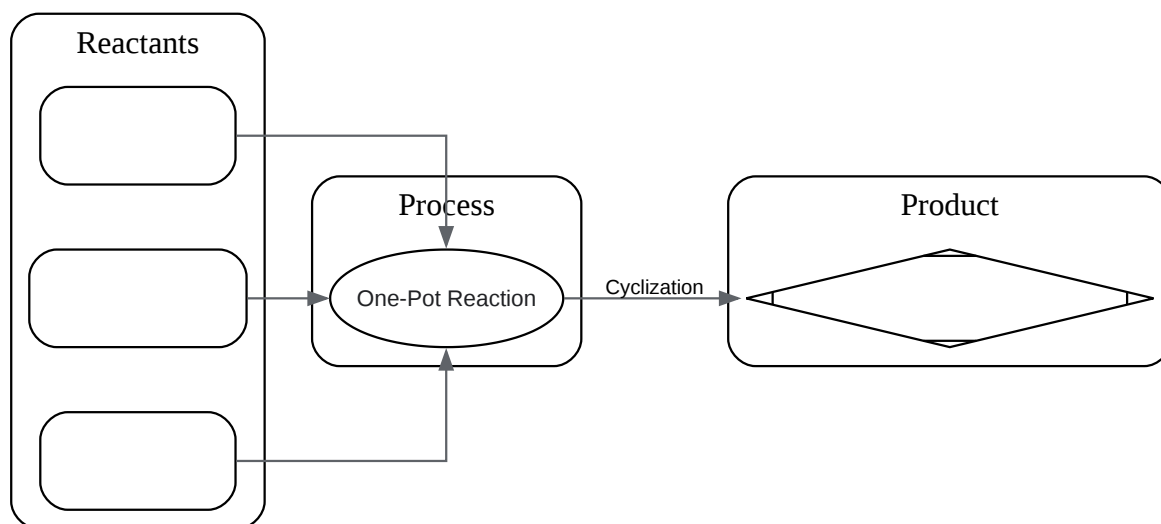 Reactants
Process
One-Pot Reaction
Cyclization
Product